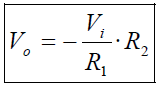 V_o = -\frac{V_i}{R_1} \cdot R_2